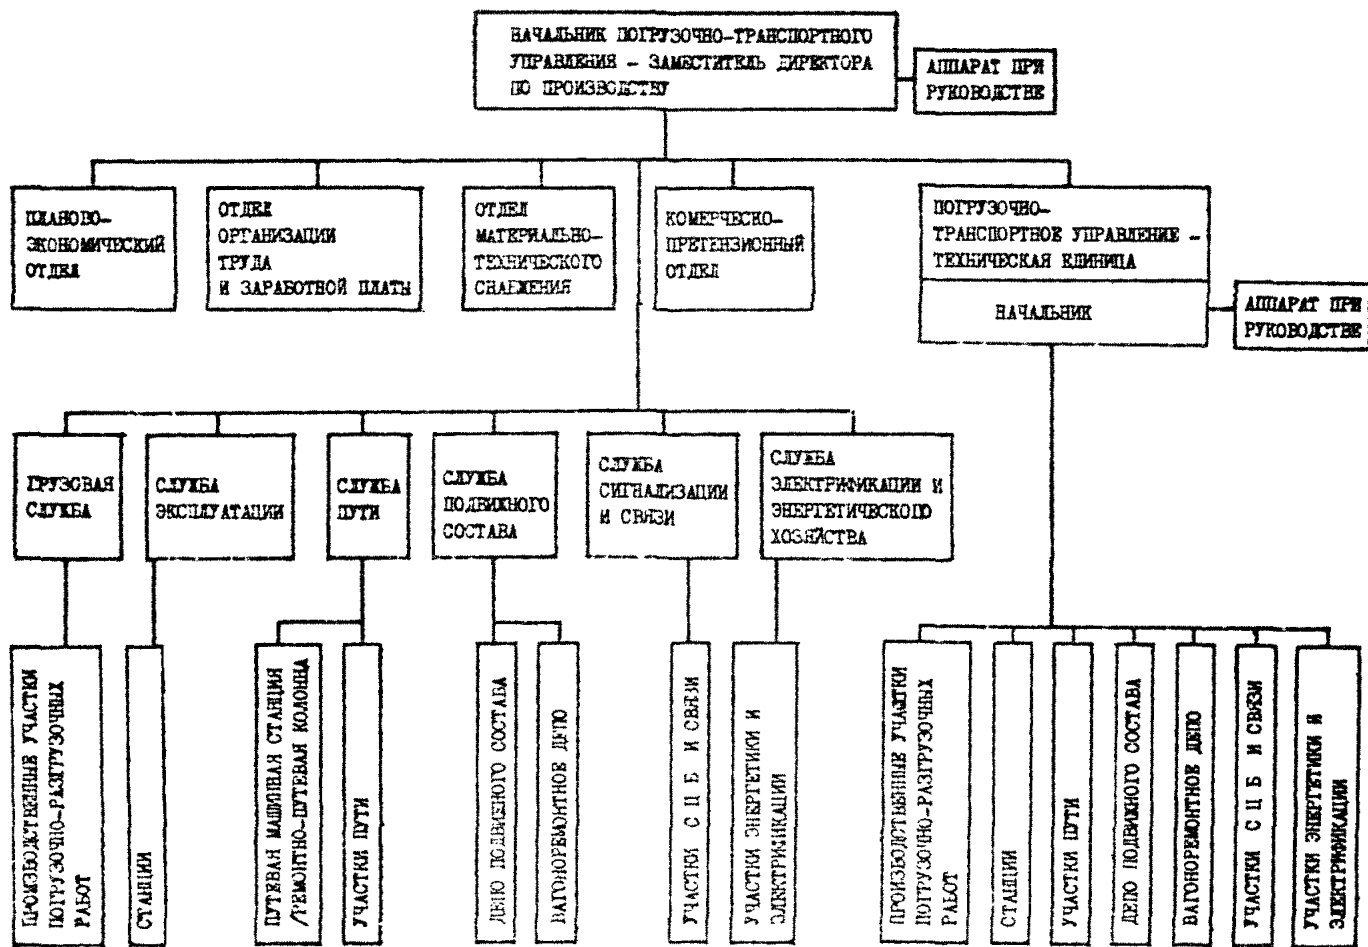 НАЧАЛЬНИК ПОГРУЗОЧНО-ТРАНСПОРТНОГО
УПРАВЛЕНИЯ – ЗАМЕСТИТЕЛЬ ДИРЕКТОРА
ПО ПРОИЗВОДСТВУ
АППАРАТ ПРИ
РУКОВОДСТВЕ
ПЛАНОВО-
ЭКОНОМИЧЕСКИЙ
ОТДЕЛ
ОТДЕЛ
ОРГАНИЗАЦИИ
ТРУДА
И ЗАРАБОТНОЙ ПЛАТЫ
ОТДЕЛ
МАТЕРИАЛЬНО-
ТЕХНИЧЕСКОГО
СНАБЖЕНИЯ
КОМЕРЧЕСКО-
ПРЕТЕНЗИОННЫЙ
ОТДЕЛ
ПОГРУЗОЧНО-
ТРАНСПОРТНОЕ УПРАВЛЕНИЕ –
ТЕХНИЧЕСКАЯ ЕДИНИЦА
НАЧАЛЬНИК
АППАРАТ ПРИ
РУКОВОДСТВЕ
ГРУЗОВАЯ
СЛУЖБА
СЛУЖБА
ЭКСПЛУАТАЦИИ
СЛУЖБА
ПУТИ
СЛУЖБА
ПОДВИЖНОГО
СОСТАВА
СЛУЖБА
СИГНАЛИЗАЦИИ
И СВЯЗИ
СЛУЖБА
ЭЛЕКТРИФИКАЦИИ И
ЭНЕРГЕТИЧЕСКОГО
ХОЗЯЙСТВА
ПРОИЗВОДСТВЕННЫЕ УЧАСТКИ
ПОГРУЗОЧНО-РАЗГРУЗОЧНЫХ
РАБОТ
СТАНЦИИ
ПУТЕВАЯ МАШИННАЯ СТАНЦИЯ
/РЕМОНТНО-ПУТЕВАЯ КОЛОННА
УЧАСТКИ ПУТИ
ДЕПО ПОДВИЖНОГО СОСТАВА
ВАГОНОРЕМОНТНОЕ ДЕПО
УЧАСТКИ С Ц Б И СВЯЗИ
УЧАСТКИ ЭНЕРГЕТИКИ И
ЭЛЕКТРИФИКАЦИИ
ПРОИЗВОДСТВЕННЫЕ УЧАСТКИ
ПОГРУЗОЧНО-РАЗГРУЗОЧНЫХ
РАБОТ
СТАНЦИИ
УЧАСТКИ ПУТИ
ДЕПО ПОДВИЖНОГО СОСТАВА
ВАГОНОРЕМОНТНОЕ ДЕПО
УЧАСТКИ С Ц Б И СВЯЗИ
УЧАСТКИ ЭНЕРГЕТИКИ И
ЭЛЕКТРИФИКАЦИИ